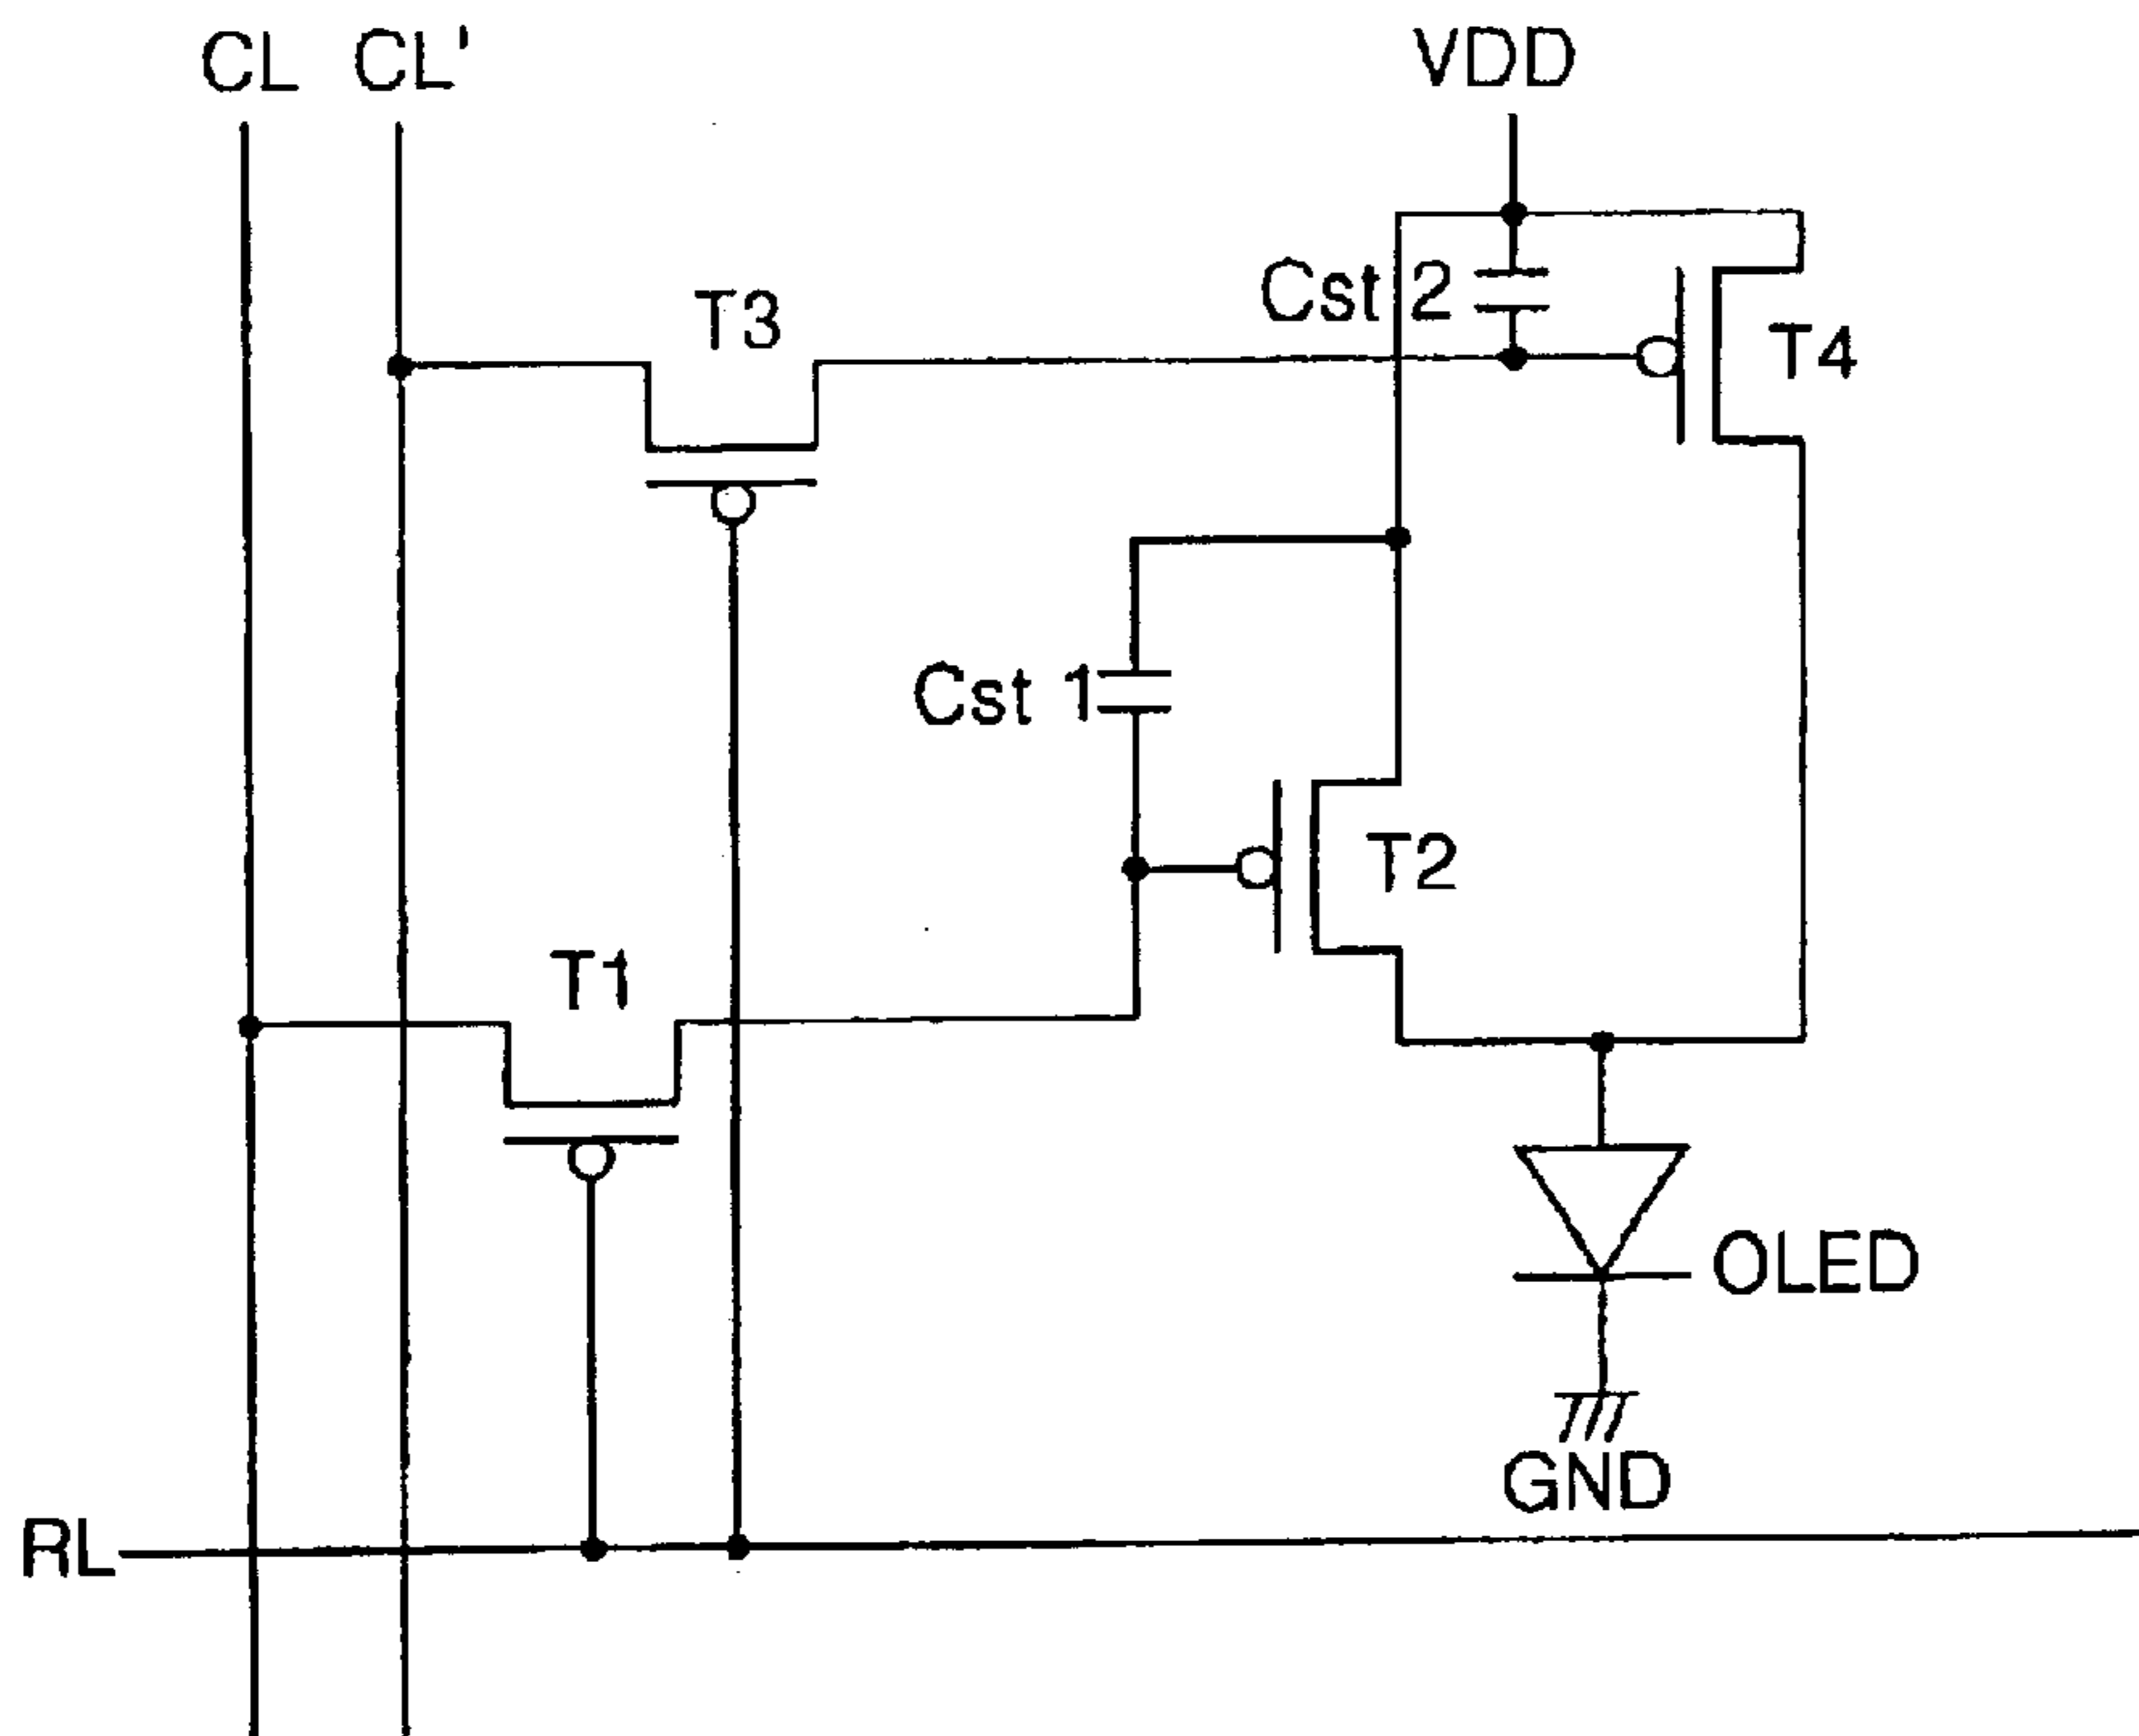 CL CL' VDD
Cst 2
T3
T4
Cst 1
T2
T1
OLED
GND
RL